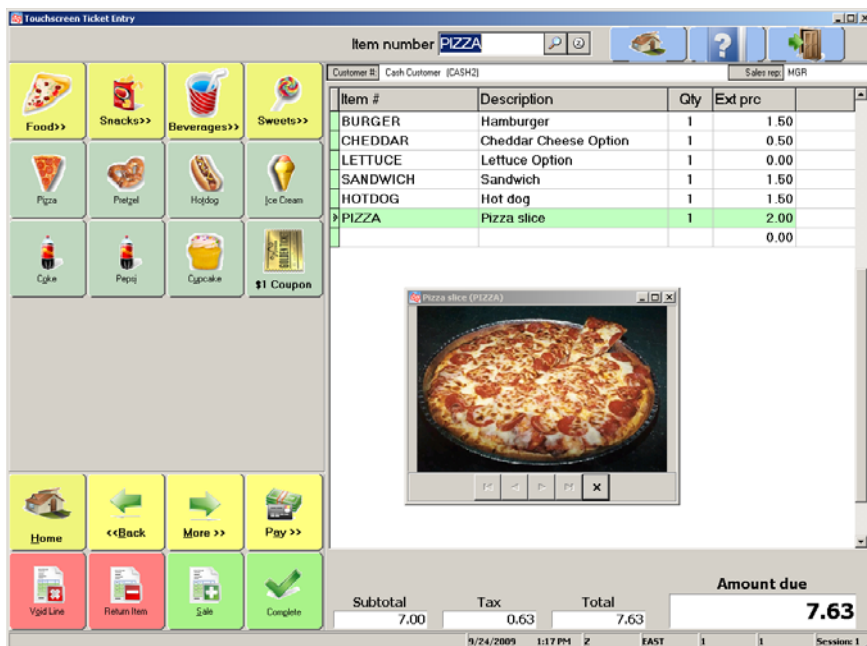 Touchscreen Ticket Entry
Item number PIZZA
Customer #: Cash Customer (CASH2) Sales rep: MGR
Food>> Snacks>> Beverages>> Sweets>>
Pizza Pretzel Hotdog Ice Cream
Coke Pepsi Cupcake $1 Coupon
GOLDEN TICKET
Item # Description Qty Ext prc
BURGER Hamburger 1 1.50
CHEDDAR Cheddar Cheese Option 1 0.50
LETTUCE Lettuce Option 1 0.00
SANDWICH Sandwich 1 1.50
HOTDOG Hot dog 1 1.50
PIZZA Pizza slice 1 2.00
0.00
Pizza slice (PIZZA)
Home <<Back More >> Pay >>
Void Line Return Item Sale Complete
Subtotal Tax Total Amount due
7.00 0.63 7.63 7.63
9/24/2009 1:17 PM 2 EAST 1 1 Session: 1